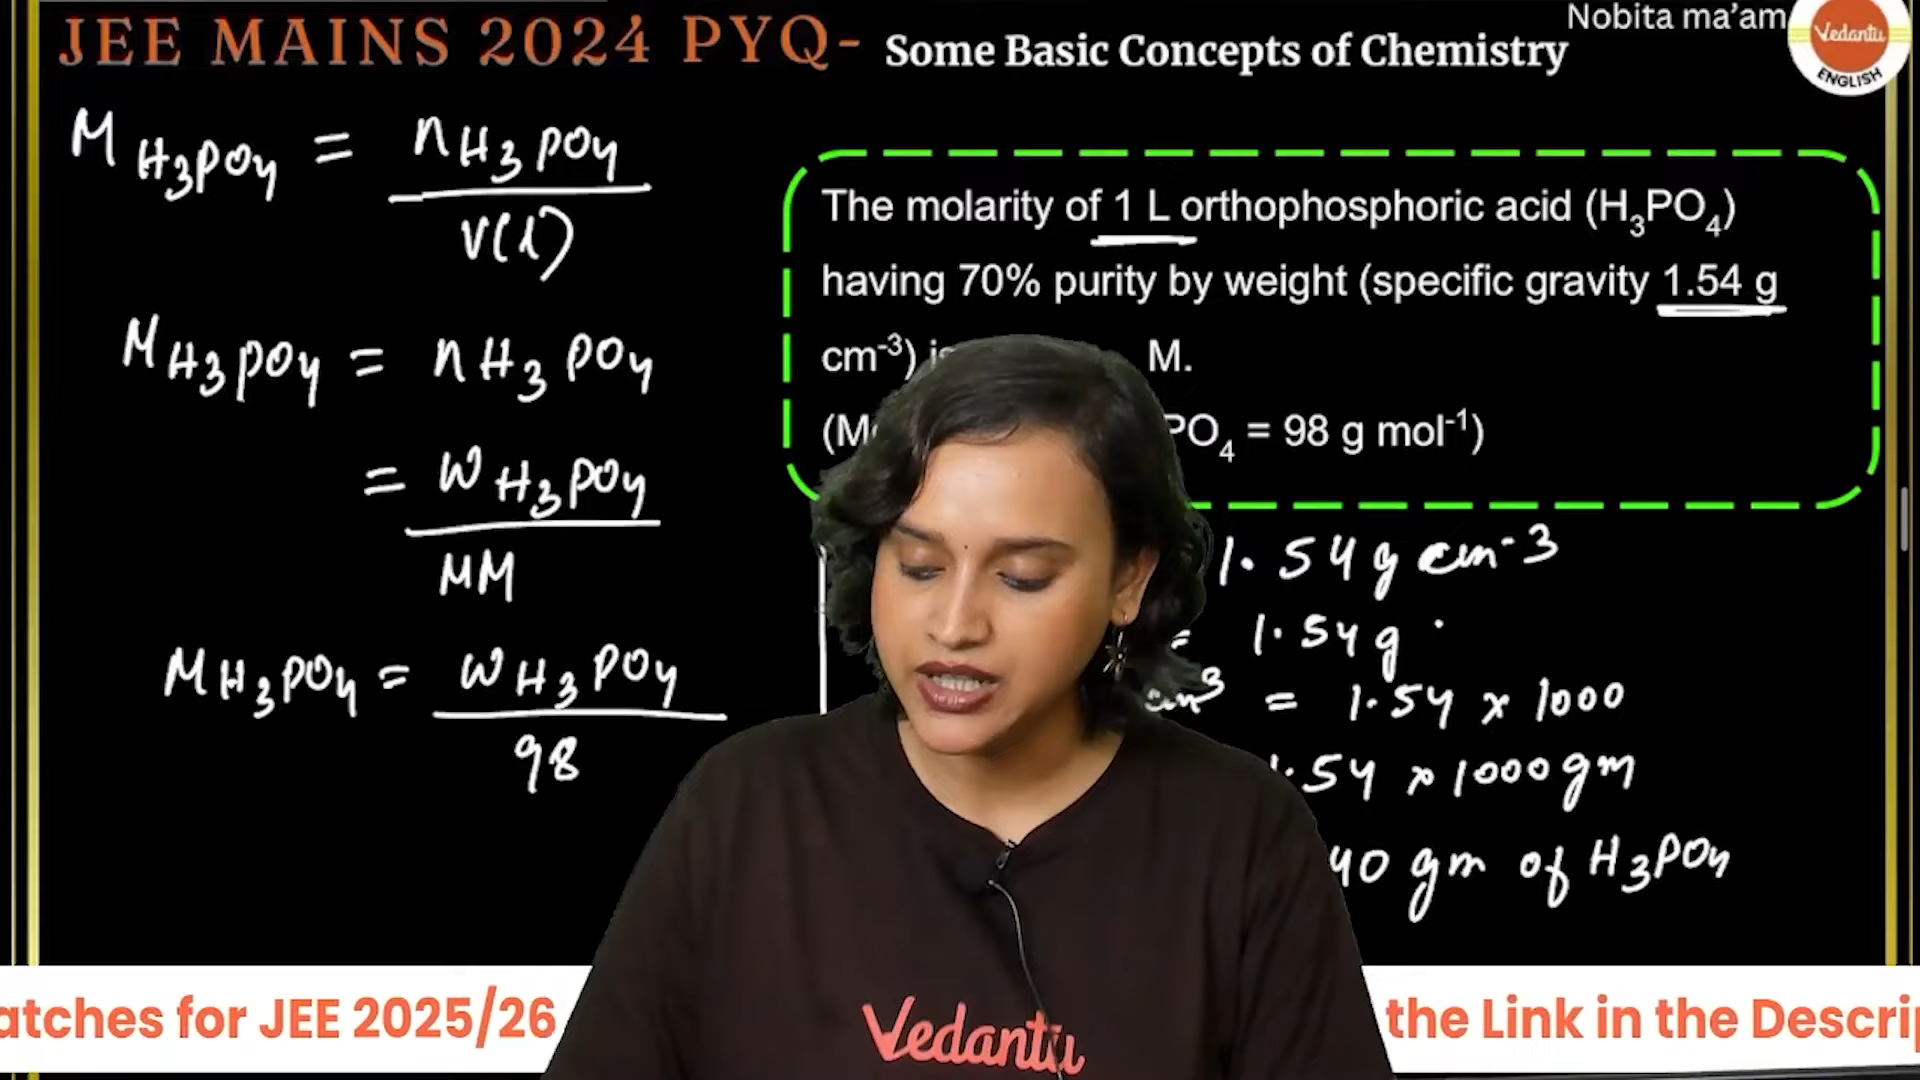 JEE MAINS 2024 PYQ- Some Basic Concepts of Chemistry
Nobita ma'am
Vedantu
ENGLISH
M H₃PO₄ = n H₃PO₄
V(l)
M H₃PO₄ = n H₃PO₄
= W H₃PO₄
MM
M H₃PO₄ = W H₃PO₄
98
The molarity of 1 L orthophosphoric acid (H₃PO₄)
having 70% purity by weight (specific gravity 1.54 g
cm⁻³) M.
PO₄ = 98 g mol⁻¹)
1.54 g cm⁻³
= 1.54 g
cm³ = 1.54 x 1000
.54 x 1000 gm
40 gm of H₃PO₄
Vedantu
atches for JEE 2025/26
the Link in the Descrip